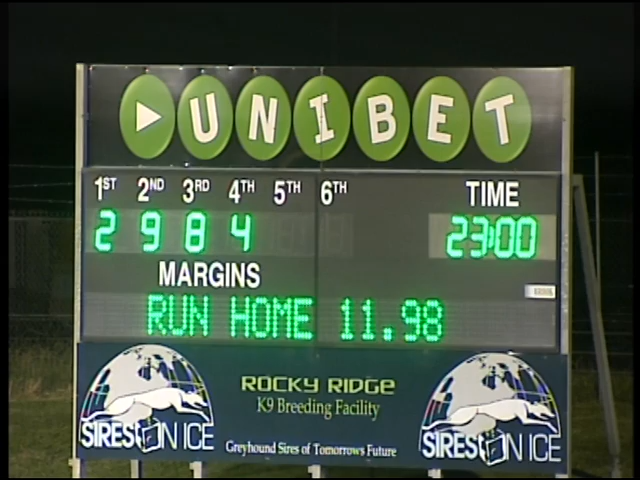 UNIBET
1ST 2ND 3RD 4TH 5TH 6TH TIME
2 9 8 4 23:00
MARGINS
RUN HOME 11.98
ROCKY RIDGE
K9 Breeding Facility
SIRES ON ICE SIRES ON ICE
Greyhound Sires of Tomorrows Future